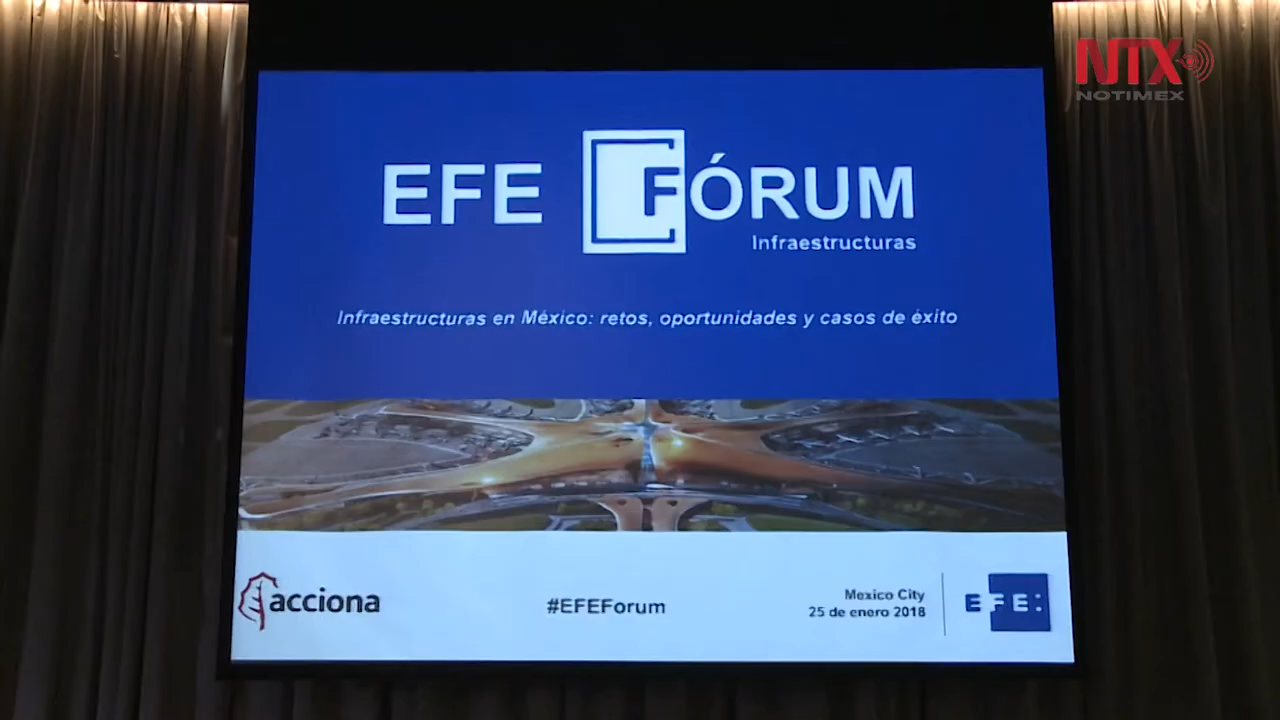 NTX
NOTIMEX
EFE FÓRUM
Infraestructuras
Infraestructuras en México: retos, oportunidades y casos de éxito
acciona
#EFEForum
Mexico City
25 de enero 2018
EFE: